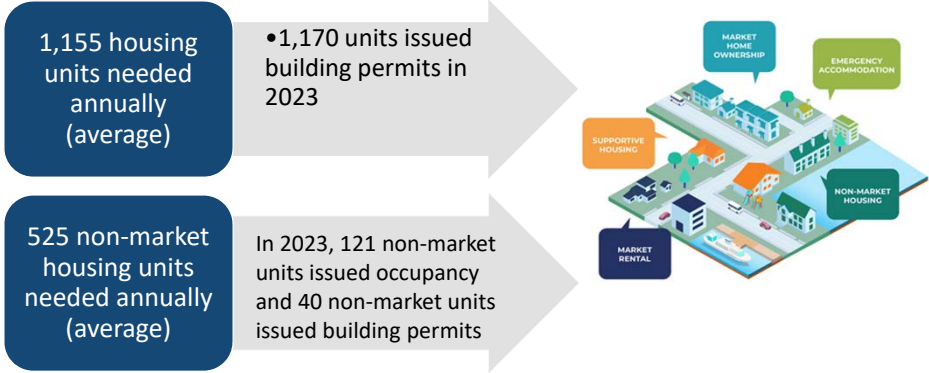 1,155 housing
units needed
annually
(average)
•1,170 units issued
building permits in
2023
525 non-market
housing units
needed annually
(average)
In 2023, 121 non-market
units issued occupancy
and 40 non-market units
issued building permits
MARKET
HOME
OWNERSHIP
EMERGENCY
ACCOMMODATION
SUPPORTIVE
HOUSING
NON-MARKET
HOUSING
MARKET
RENTAL